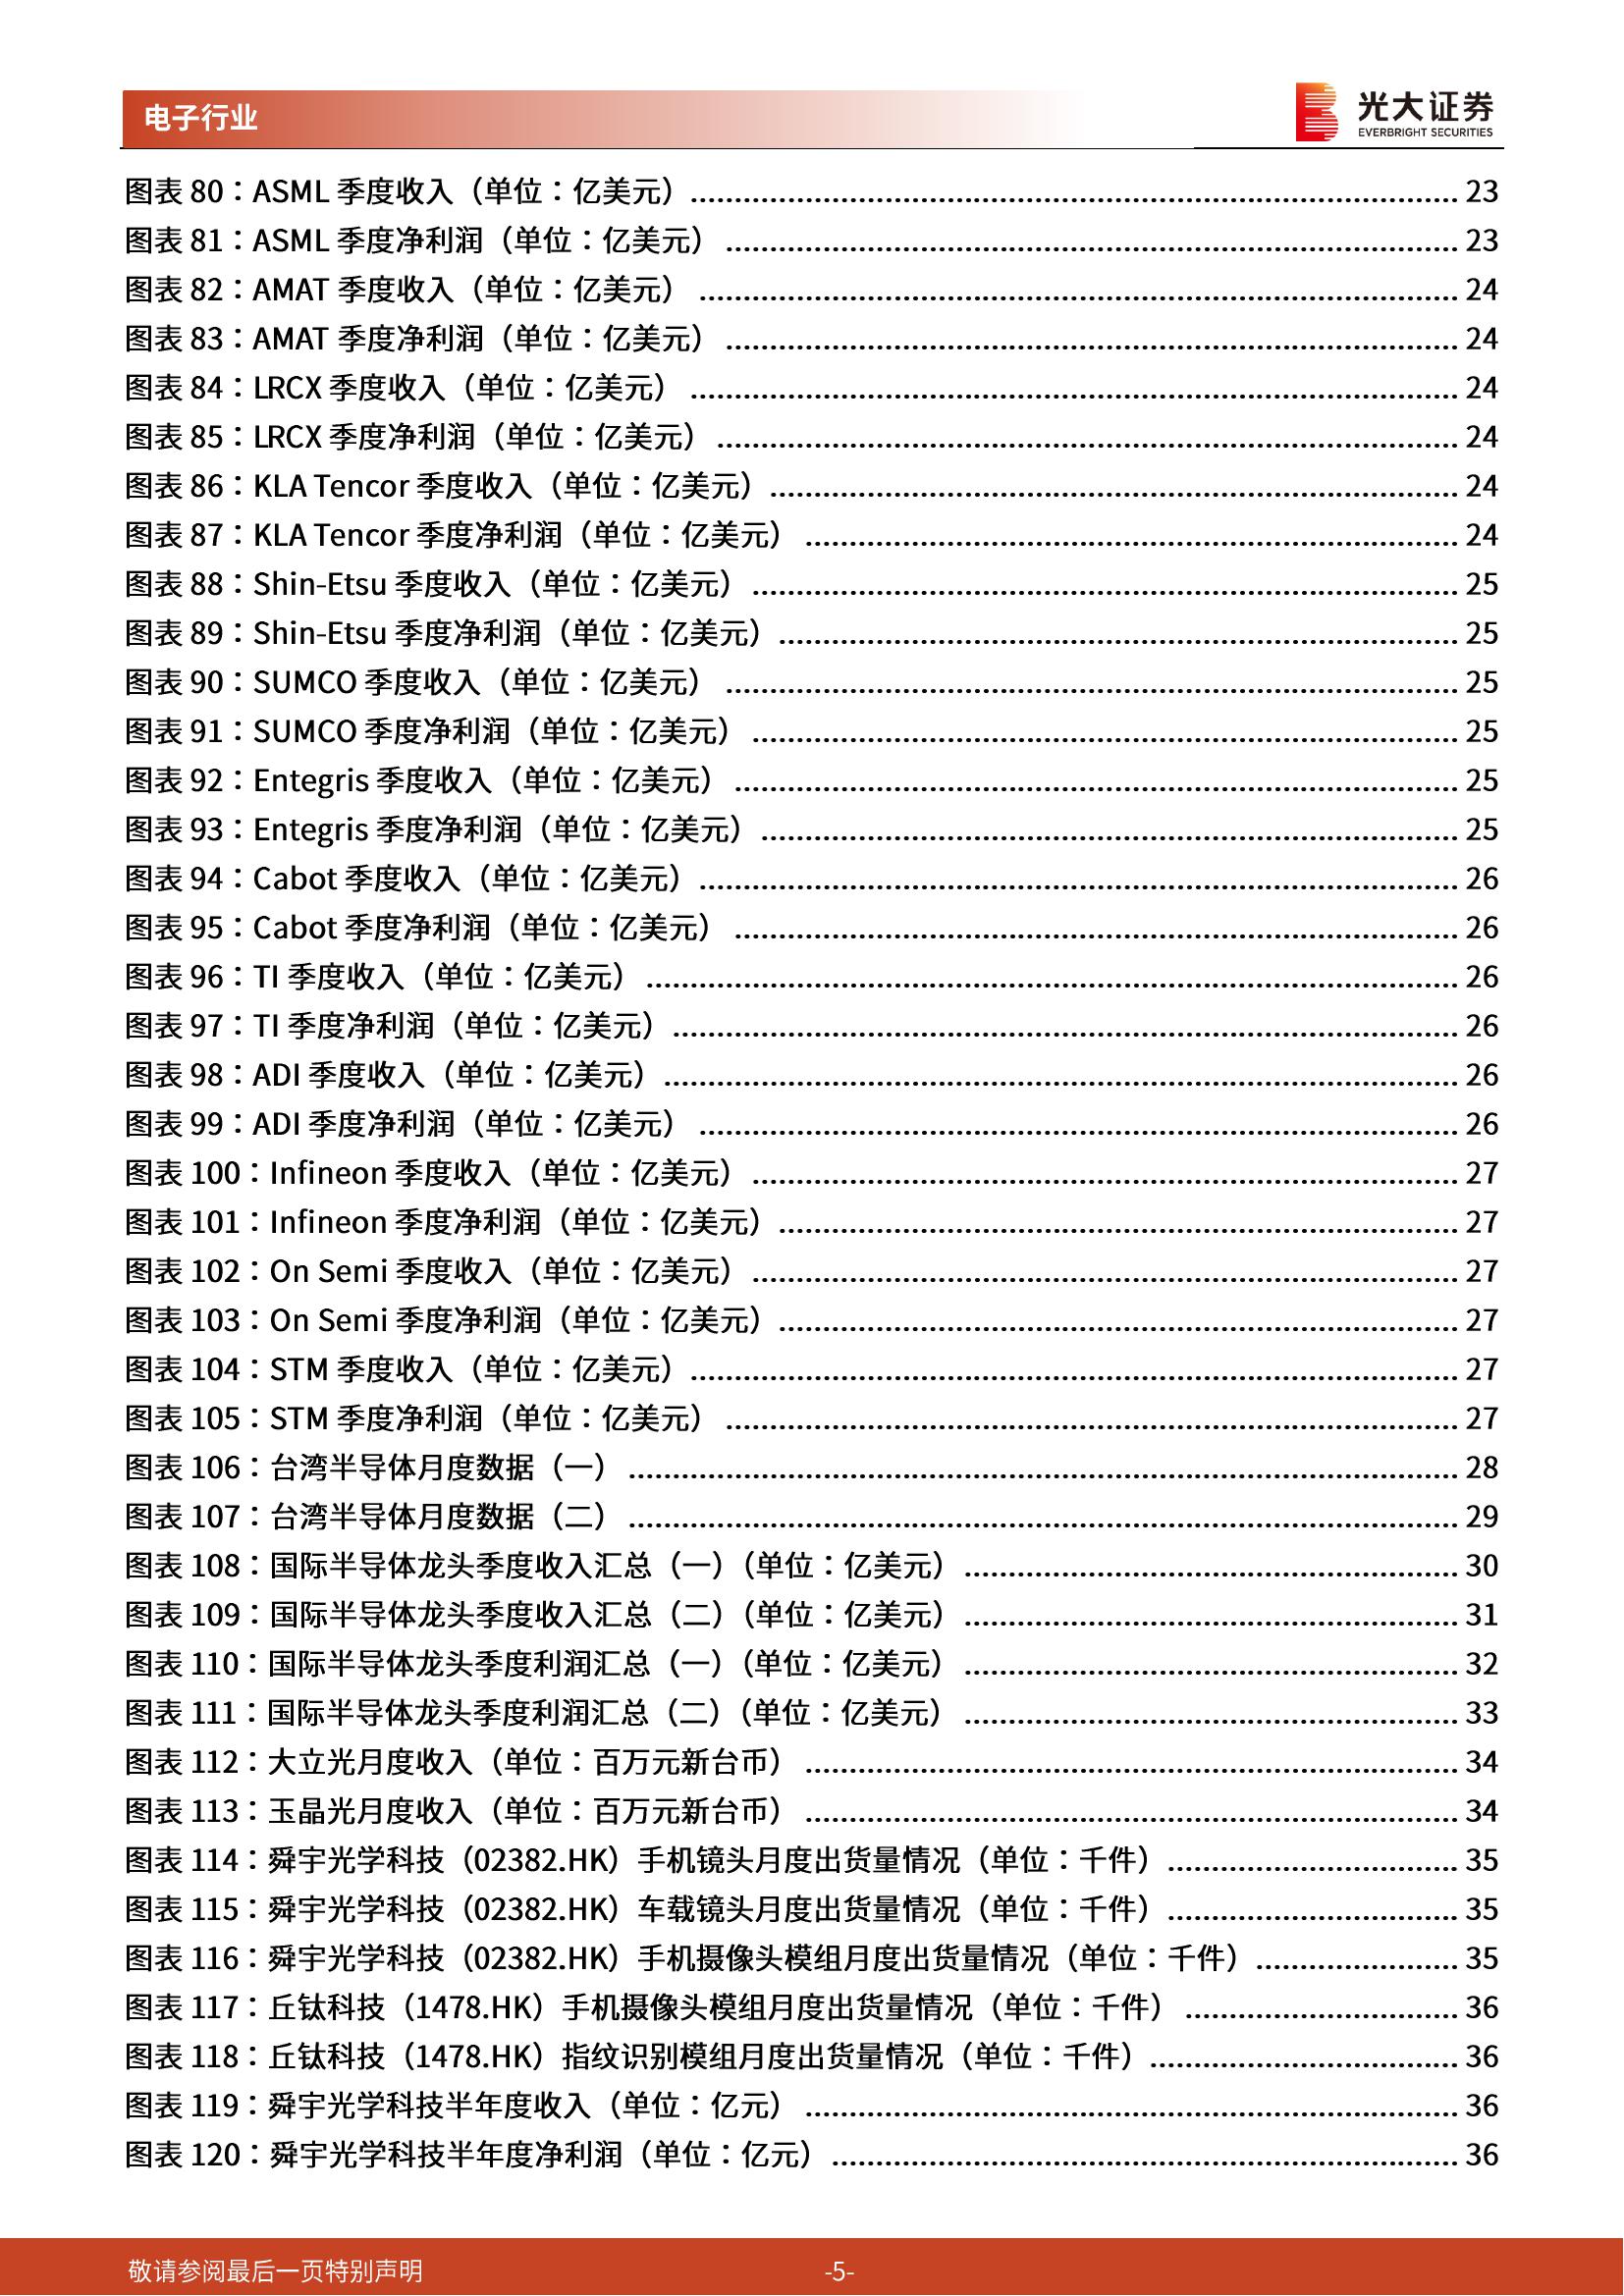 电子行业
光大证券
EVERBRIGHT SECURITIES
图表 80：ASML 季度收入（单位：亿美元）........ 23
图表 81：ASML 季度净利润（单位：亿美元）........ 23
图表 82：AMAT 季度收入（单位：亿美元）........ 24
图表 83：AMAT 季度净利润（单位：亿美元）........ 24
图表 84：LRCX 季度收入（单位：亿美元）........ 24
图表 85：LRCX 季度净利润（单位：亿美元）........ 24
图表 86：KLA Tencor 季度收入（单位：亿美元）........ 24
图表 87：KLA Tencor 季度净利润（单位：亿美元）........ 24
图表 88：Shin-Etsu 季度收入（单位：亿美元）........ 25
图表 89：Shin-Etsu 季度净利润（单位：亿美元）........ 25
图表 90：SUMCO 季度收入（单位：亿美元）........ 25
图表 91：SUMCO 季度净利润（单位：亿美元）........ 25
图表 92：Entegris 季度收入（单位：亿美元）........ 25
图表 93：Entegris 季度净利润（单位：亿美元）........ 25
图表 94：Cabot 季度收入（单位：亿美元）........ 26
图表 95：Cabot 季度净利润（单位：亿美元）........ 26
图表 96：TI 季度收入（单位：亿美元）........ 26
图表 97：TI 季度净利润（单位：亿美元）........ 26
图表 98：ADI 季度收入（单位：亿美元）........ 26
图表 99：ADI 季度净利润（单位：亿美元）........ 26
图表 100：Infineon 季度收入（单位：亿美元）........ 27
图表 101：Infineon 季度净利润（单位：亿美元）........ 27
图表 102：On Semi 季度收入（单位：亿美元）........ 27
图表 103：On Semi 季度净利润（单位：亿美元）........ 27
图表 104：STM 季度收入（单位：亿美元）........ 27
图表 105：STM 季度净利润（单位：亿美元）........ 27
图表 106：台湾半导体月度数据（一）........ 28
图表 107：台湾半导体月度数据（二）........ 29
图表 108：国际半导体龙头季度收入汇总（一）（单位：亿美元）........ 30
图表 109：国际半导体龙头季度收入汇总（二）（单位：亿美元）........ 31
图表 110：国际半导体龙头季度利润汇总（一）（单位：亿美元）........ 32
图表 111：国际半导体龙头季度利润汇总（二）（单位：亿美元）........ 33
图表 112：大立光月度收入（单位：百万元新台币）........ 34
图表 113：玉晶光月度收入（单位：百万元新台币）........ 34
图表 114：舜宇光学科技（02382.HK）手机镜头月度出货量情况（单位：千件）........ 35
图表 115：舜宇光学科技（02382.HK）车载镜头月度出货量情况（单位：千件）........ 35
图表 116：舜宇光学科技（02382.HK）手机摄像头模组月度出货量情况（单位：千件）........ 35
图表 117：丘钛科技（1478.HK）手机摄像头模组月度出货量情况（单位：千件）........ 36
图表 118：丘钛科技（1478.HK）指纹识别模组月度出货量情况（单位：千件）........ 36
图表 119：舜宇光学科技半年度收入（单位：亿元）........ 36
图表 120：舜宇光学科技半年度净利润（单位：亿元）........ 36
敬请参阅最后一页特别声明
-5-